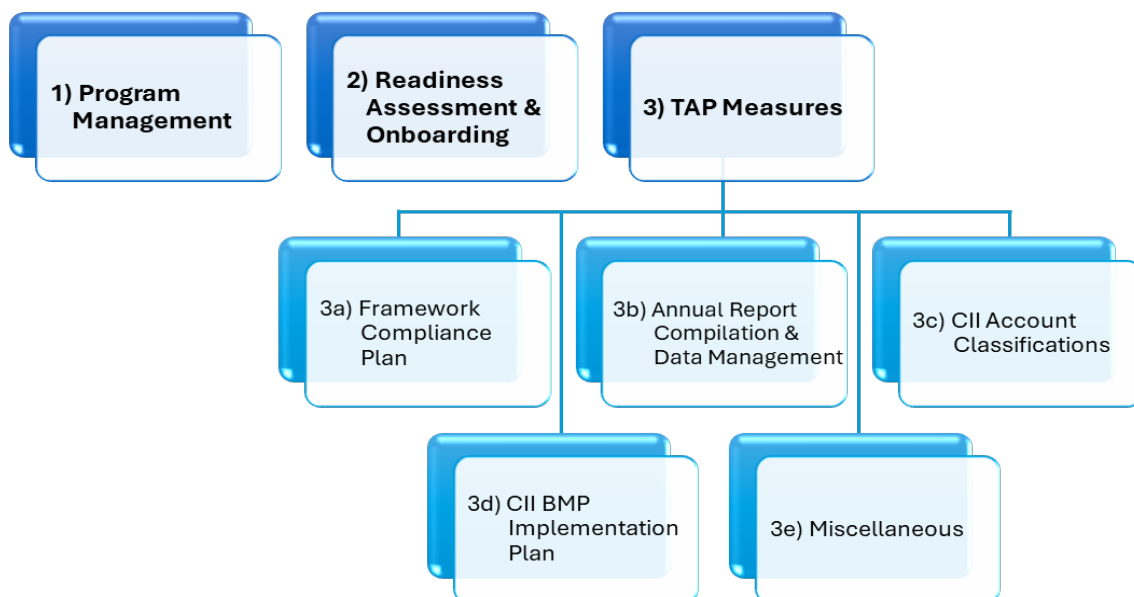 1) Program
Management
2) Readiness
Assessment &
Onboarding
3) TAP Measures
3a) Framework
Compliance
Plan
3b) Annual Report
Compilation &
Data Management
3c) CII Account
Classifications
3d) CII BMP
Implementation
Plan
3e) Miscellaneous